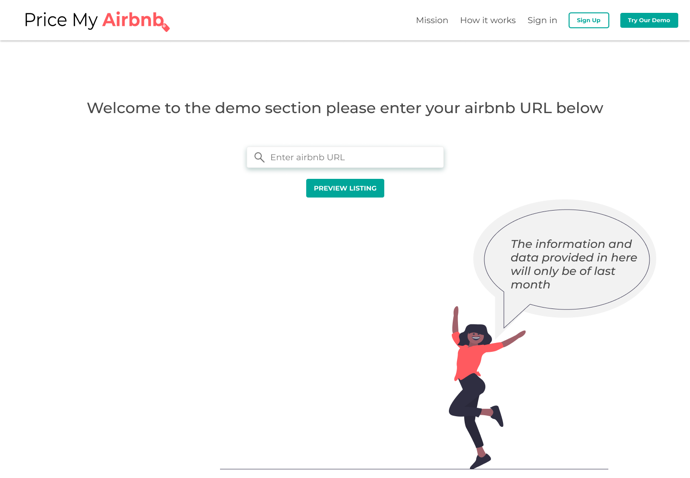 Price My Airbnb
Mission
How it works
Sign in
Sign Up
Try Our Demo
Welcome to the demo section please enter your airbnb URL below
Enter airbnb URL
PREVIEW LISTING
The information and
data provided in here
will only be of last
month